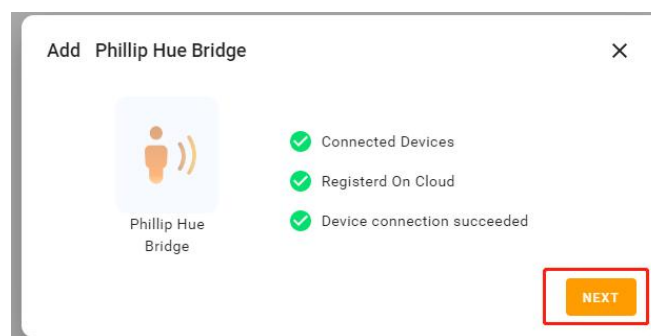 Add Phillip Hue Bridge
Connected Devices
Registerd On Cloud
Device connection succeeded
Phillip Hue
Bridge
NEXT